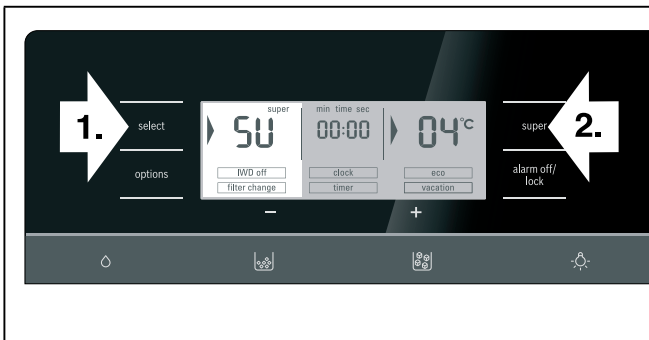 1.
select
options
super
SU
min time sec
00:00
04°C
IWD off
clock
eco
filter change
timer
vacation
super
2.
alarm off/
lock
− +